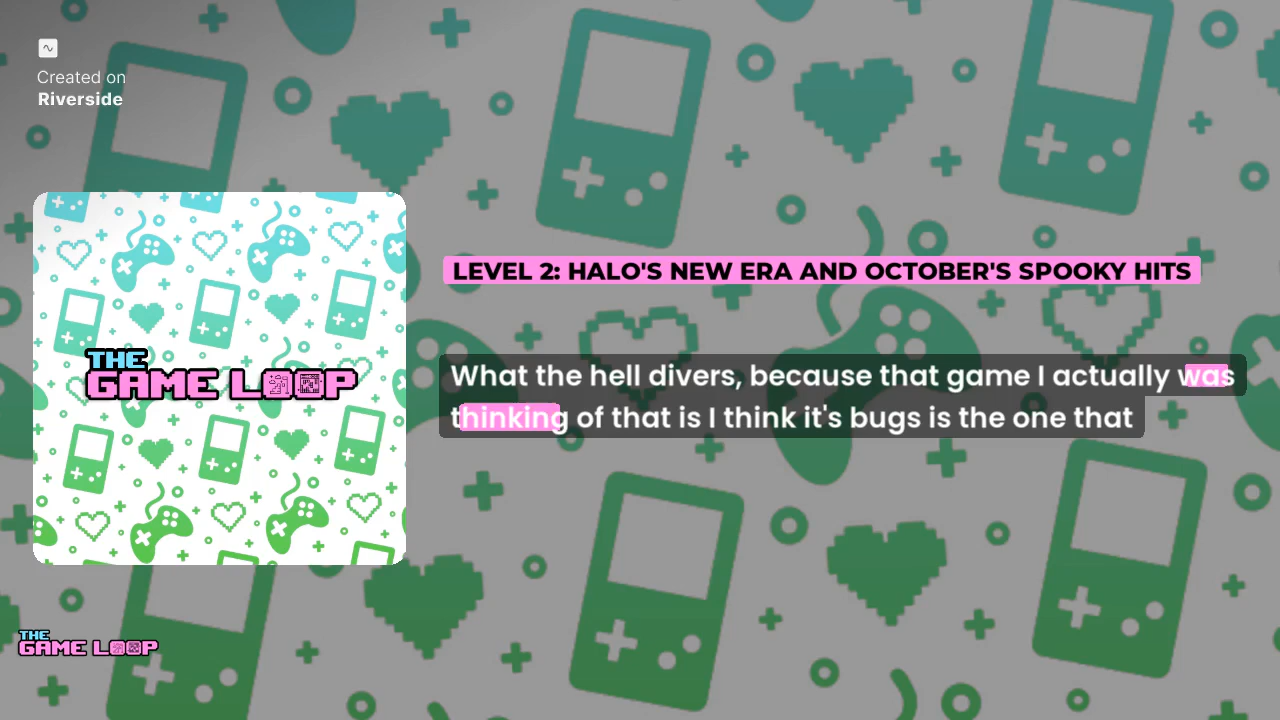 Created on
Riverside
THE
GAME LOOP
LEVEL 2: HALO'S NEW ERA AND OCTOBER'S SPOOKY HITS
What the hell divers, because that game I actually was
thinking of that is I think it's bugs is the one that
THE
GAME LOOP